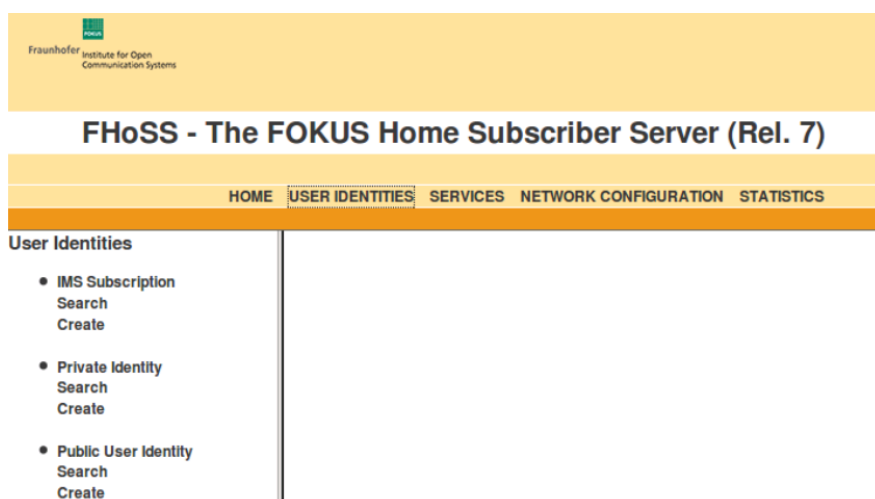 FOKUS
Fraunhofer Institute for Open
Communication Systems
FHoSS - The FOKUS Home Subscriber Server (Rel. 7)
HOME USER IDENTITIES SERVICES NETWORK CONFIGURATION STATISTICS
User Identities
IMS Subscription
Search
Create
Private Identity
Search
Create
Public User Identity
Search
Create